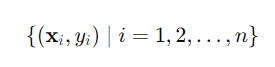 {(𝐱ᵢ, yᵢ) | i = 1, 2, . . . , n}